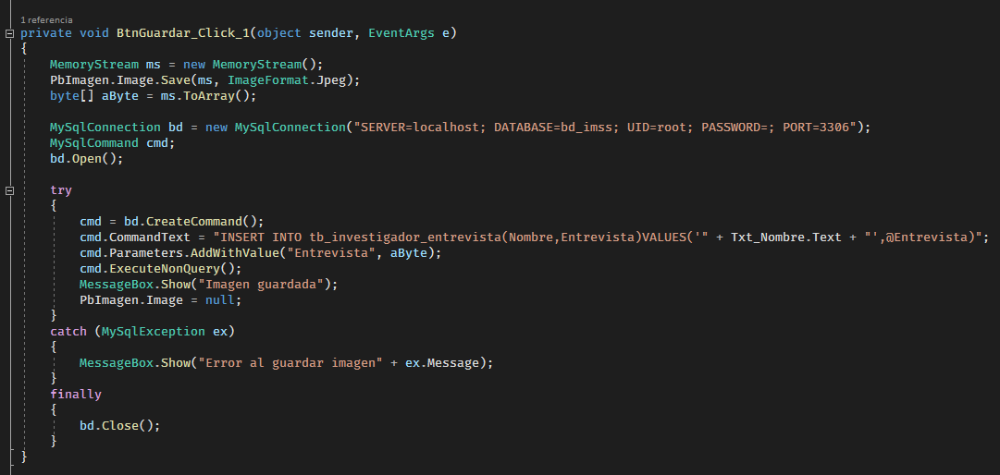 1 referencia
private void BtnGuardar_Click_1(object sender, EventArgs e)
{
MemoryStream ms = new MemoryStream();
PbImagen.Image.Save(ms, ImageFormat.Jpeg);
byte[] aByte = ms.ToArray();
MySqlConnection bd = new MySqlConnection("SERVER=localhost; DATABASE=bd_imss; UID=root; PASSWORD=; PORT=3306");
MySqlCommand cmd;
bd.Open();
try
{
cmd = bd.CreateCommand();
cmd.CommandText = "INSERT INTO tb_investigador_entrevista(Nombre,Entrevista)VALUES('" + Txt_Nombre.Text + "',@Entrevista)";
cmd.Parameters.AddWithValue("Entrevista", aByte);
cmd.ExecuteNonQuery();
MessageBox.Show("Imagen guardada");
PbImagen.Image = null;
}
catch (MySqlException ex)
{
MessageBox.Show("Error al guardar imagen" + ex.Message);
}
finally
{
bd.Close();
}
}